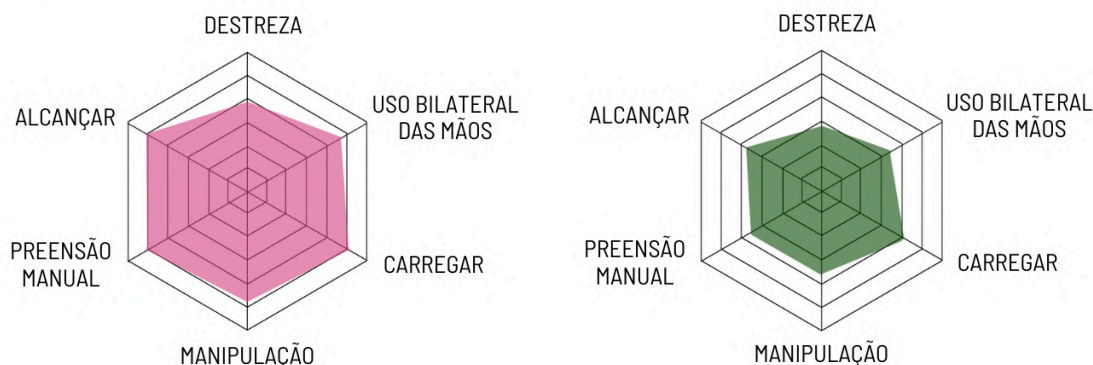 DESTREZA
ALCANÇAR
USO BILATERAL
DAS MÃOS
PREENSÃO
MANUAL
CARREGAR
MANIPULAÇÃO
DESTREZA
ALCANÇAR
USO BILATERAL
DAS MÃOS
PREENSÃO
MANUAL
CARREGAR
MANIPULAÇÃO